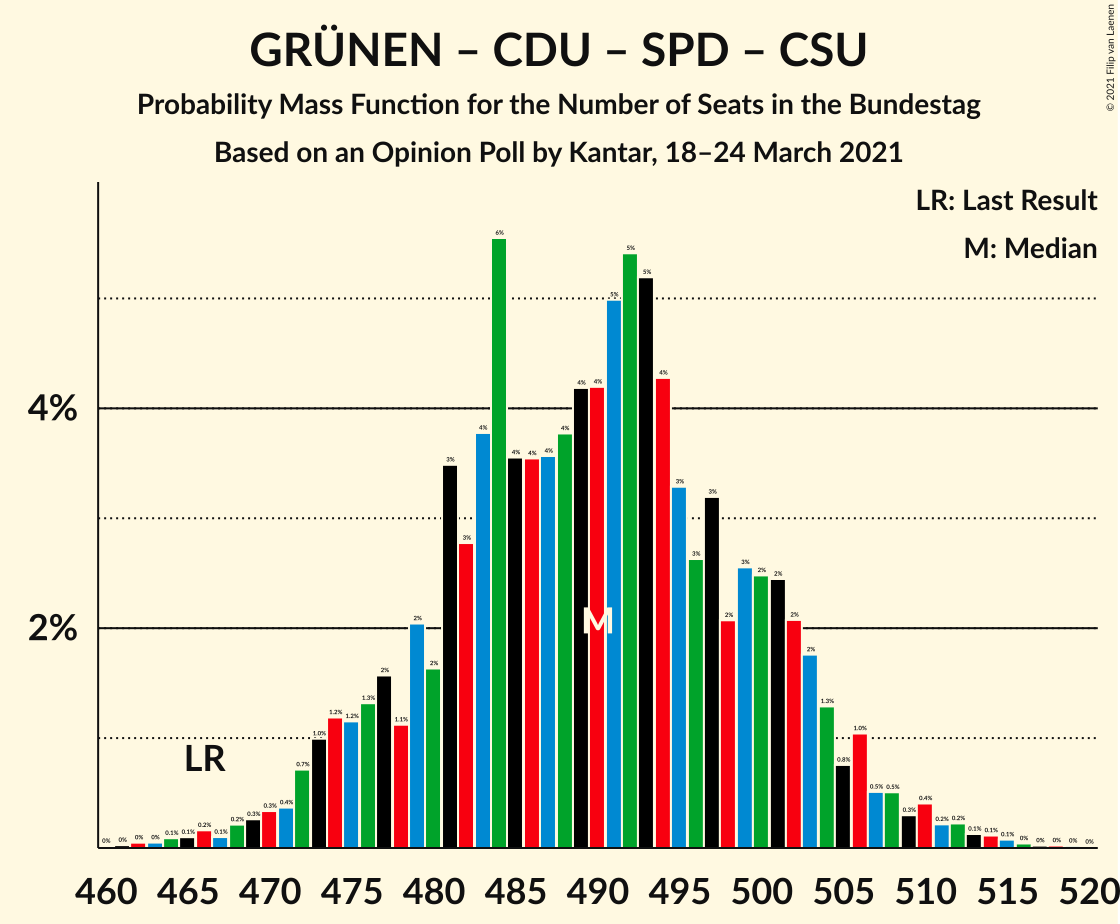 GRÜNEN – CDU – SPD – CSU
Probability Mass Function for the Number of Seats in the Bundestag
Based on an Opinion Poll by Kantar, 18–24 March 2021
© 2021 Filip van Laenen
LR: Last Result
M: Median
4%
2%
LR
M
0% 0% 0% 0% 0.1% 0.1% 0.2% 0.1% 0.2% 0.3% 0.3% 0.4% 0.7% 1.0% 1.2% 1.2% 1.3% 2% 1.1% 2% 2% 3% 3% 4% 6% 4% 4% 4% 4% 4% 4% 5% 5% 5% 4% 3% 3% 3% 2% 3% 2% 2% 2% 2% 1.3% 0.8% 1.0% 0.5% 0.5% 0.3% 0.4% 0.2% 0.2% 0.1% 0.1% 0.1% 0% 0% 0% 0% 0%
460 465 470 475 480 485 490 495 500 505 510 515 520